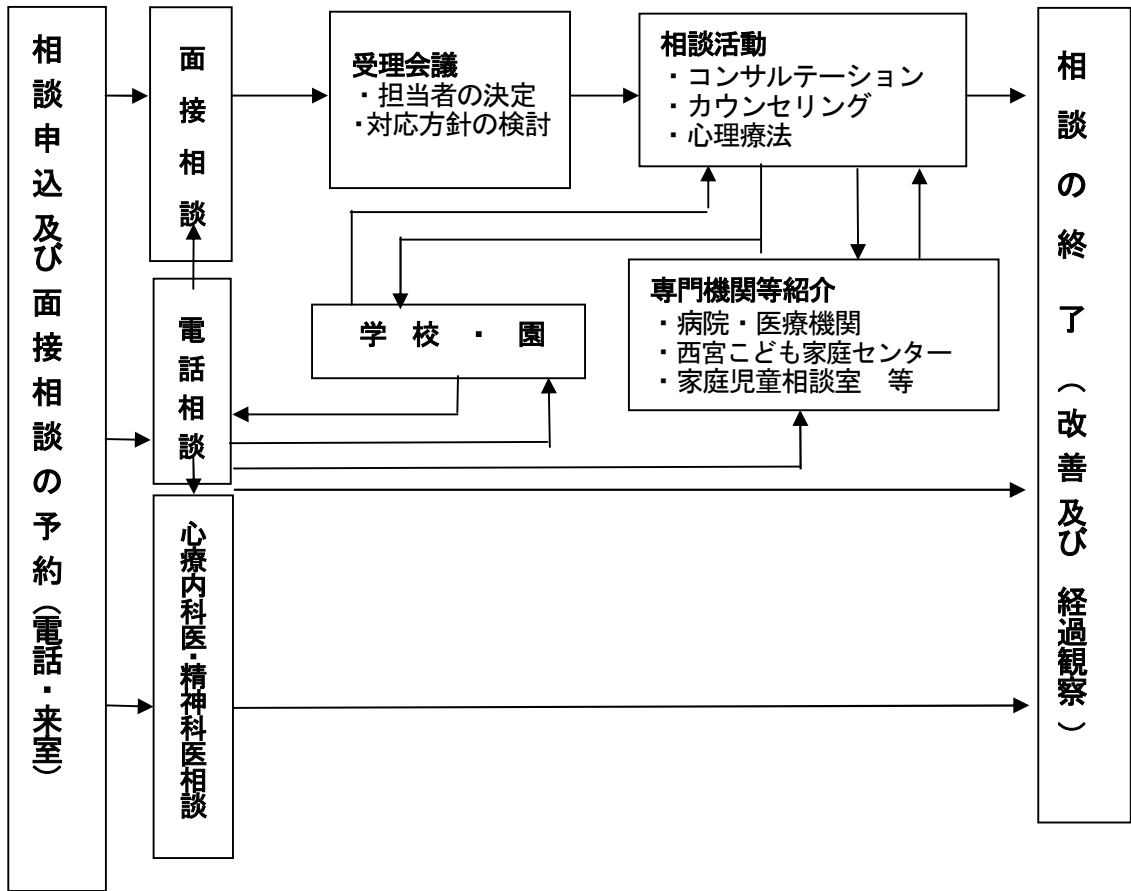 相談申込及び面接相談の予約（電話・来室）
面接相談
電話相談
心療内科医・精神科医相談
受理会議
・担当者の決定
・対応方針の検討
相談活動
・コンサルテーション
・カウンセリング
・心理療法
学校・園
専門機関等紹介
・病院・医療機関
・西宮こども家庭センター
・家庭児童相談室　等
相談の終了（改善及び経過観察）